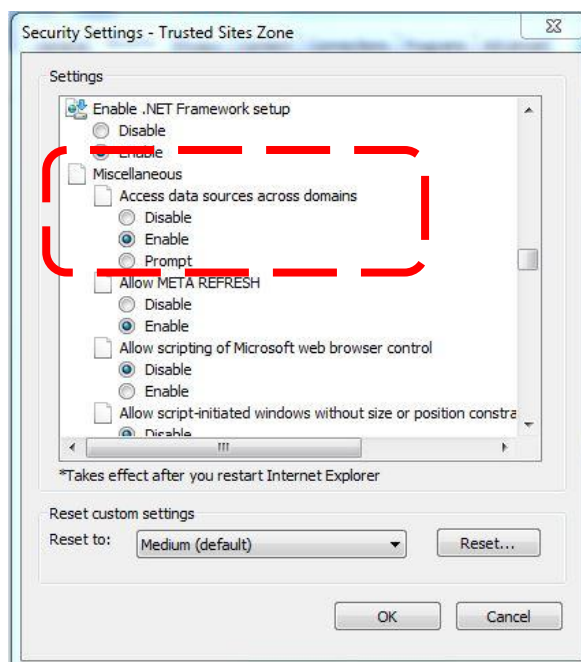 Security Settings - Trusted Sites Zone
Settings
Enable .NET Framework setup
Disable
Enable
Miscellaneous
Access data sources across domains
Disable
Enable
Prompt
Allow META REFRESH
Disable
Enable
Allow scripting of Microsoft web browser control
Disable
Enable
Allow script-initiated windows without size or position constra
Disable
*Takes effect after you restart Internet Explorer
Reset custom settings
Reset to:
Medium (default)
Reset...
OK
Cancel